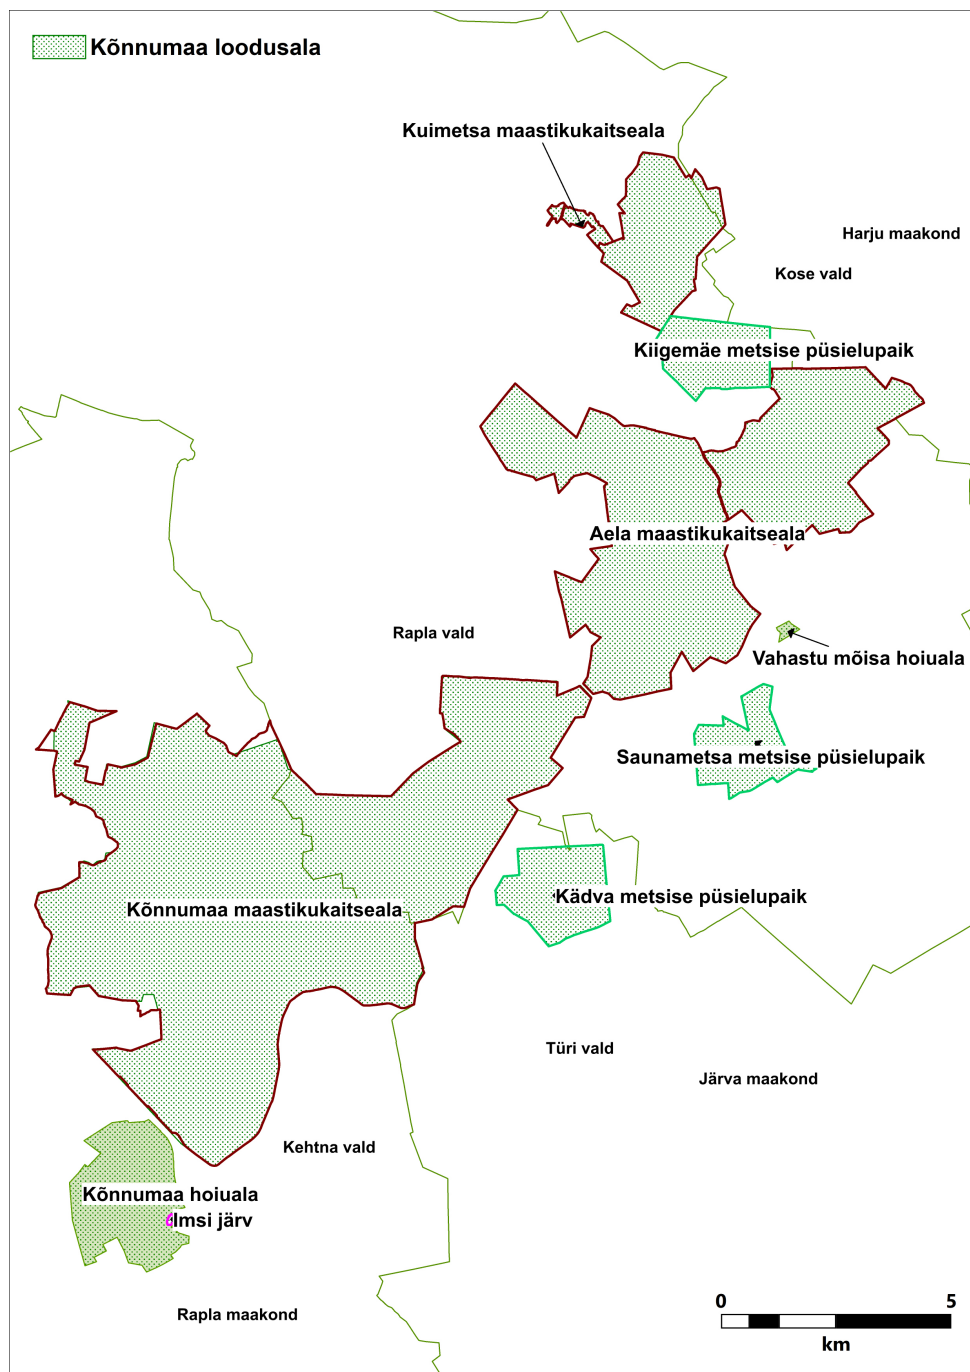 Kõnnumaa loodusala
Kuimetsa maastikukaitseala
Harju maakond
Kose vald
Kiigemäe metsise püsielupaik
Aela maastikukaitseala
Rapla vald
Vahastu mõisa hoiuala
Saunametsa metsise püsielupaik
Kädva metsise püsielupaik
Kõnnumaa maastikukaitseala
Türi vald
Järva maakond
Kehtna vald
Kõnnumaa hoiuala
Imsi järv
Rapla maakond
0 5
km